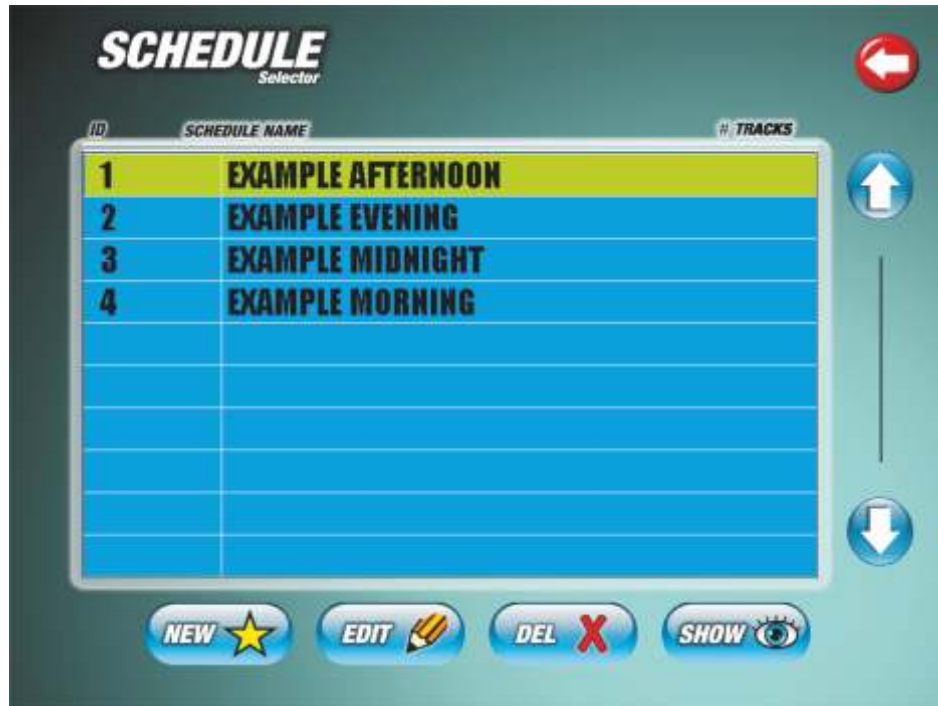 SCHEDULE
Selector
ID SCHEDULE NAME # TRACKS
1 EXAMPLE AFTERNOON
2 EXAMPLE EVENING
3 EXAMPLE MIDNIGHT
4 EXAMPLE MORNING
NEW EDIT DEL SHOW